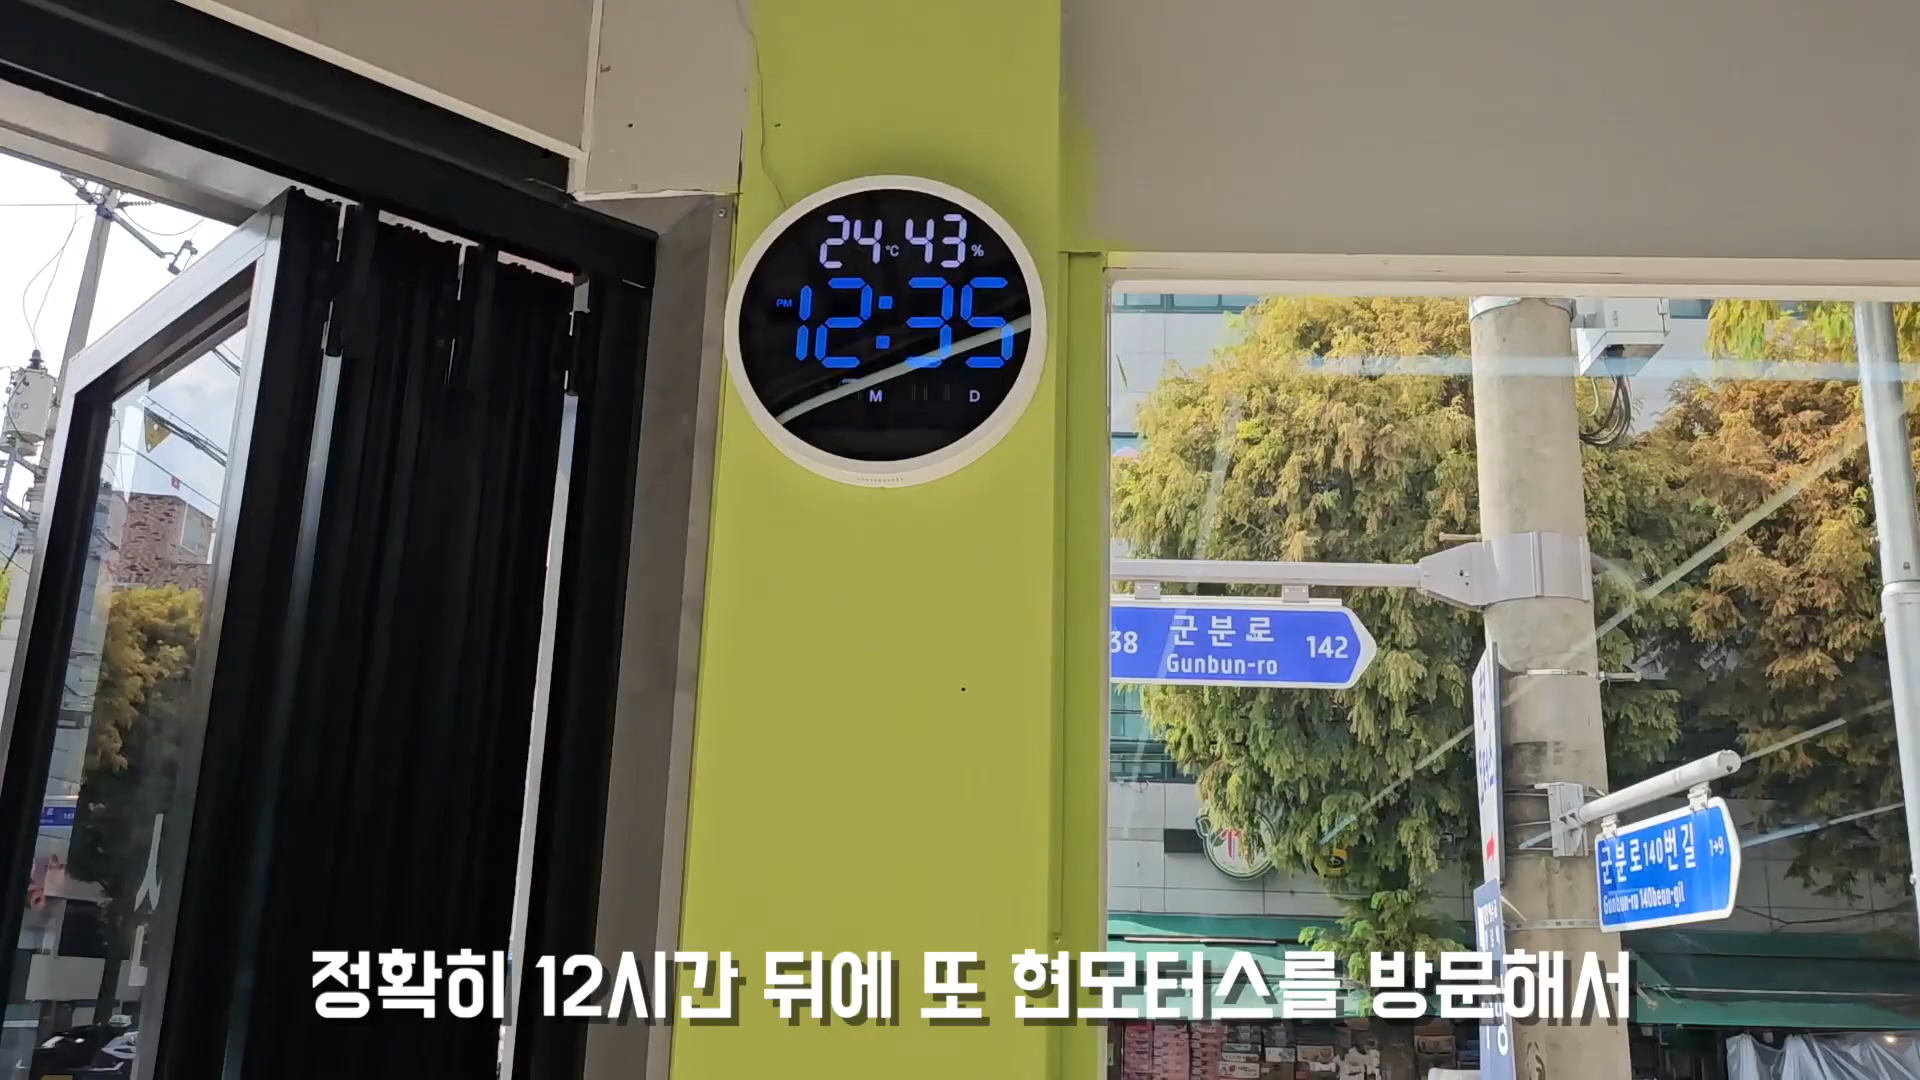 24°C 43%
PM 12:35
M D
38 군분로 142
Gunbun-ro
군분로140번길 1→9
Gunbun-ro 140beon-gil
정확히 12시간 뒤에 또 현모터스를 방문해서